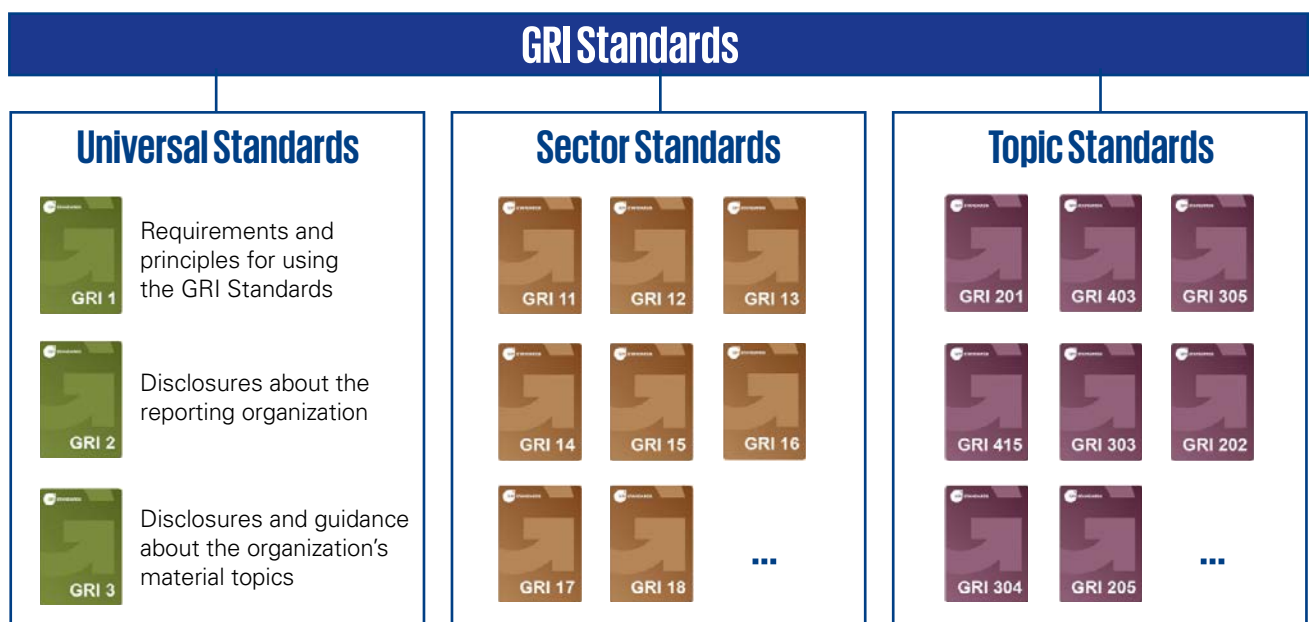 GRI Standards
Universal Standards
GRI 1
Requirements and
principles for using
the GRI Standards
GRI 2
Disclosures about the
reporting organization
GRI 3
Disclosures and guidance
about the organization's
material topics
Sector Standards
GRI 11
GRI 12
GRI 13
GRI 14
GRI 15
GRI 16
GRI 17
GRI 18
...
Topic Standards
GRI 201
GRI 403
GRI 305
GRI 415
GRI 303
GRI 202
GRI 304
GRI 205
...